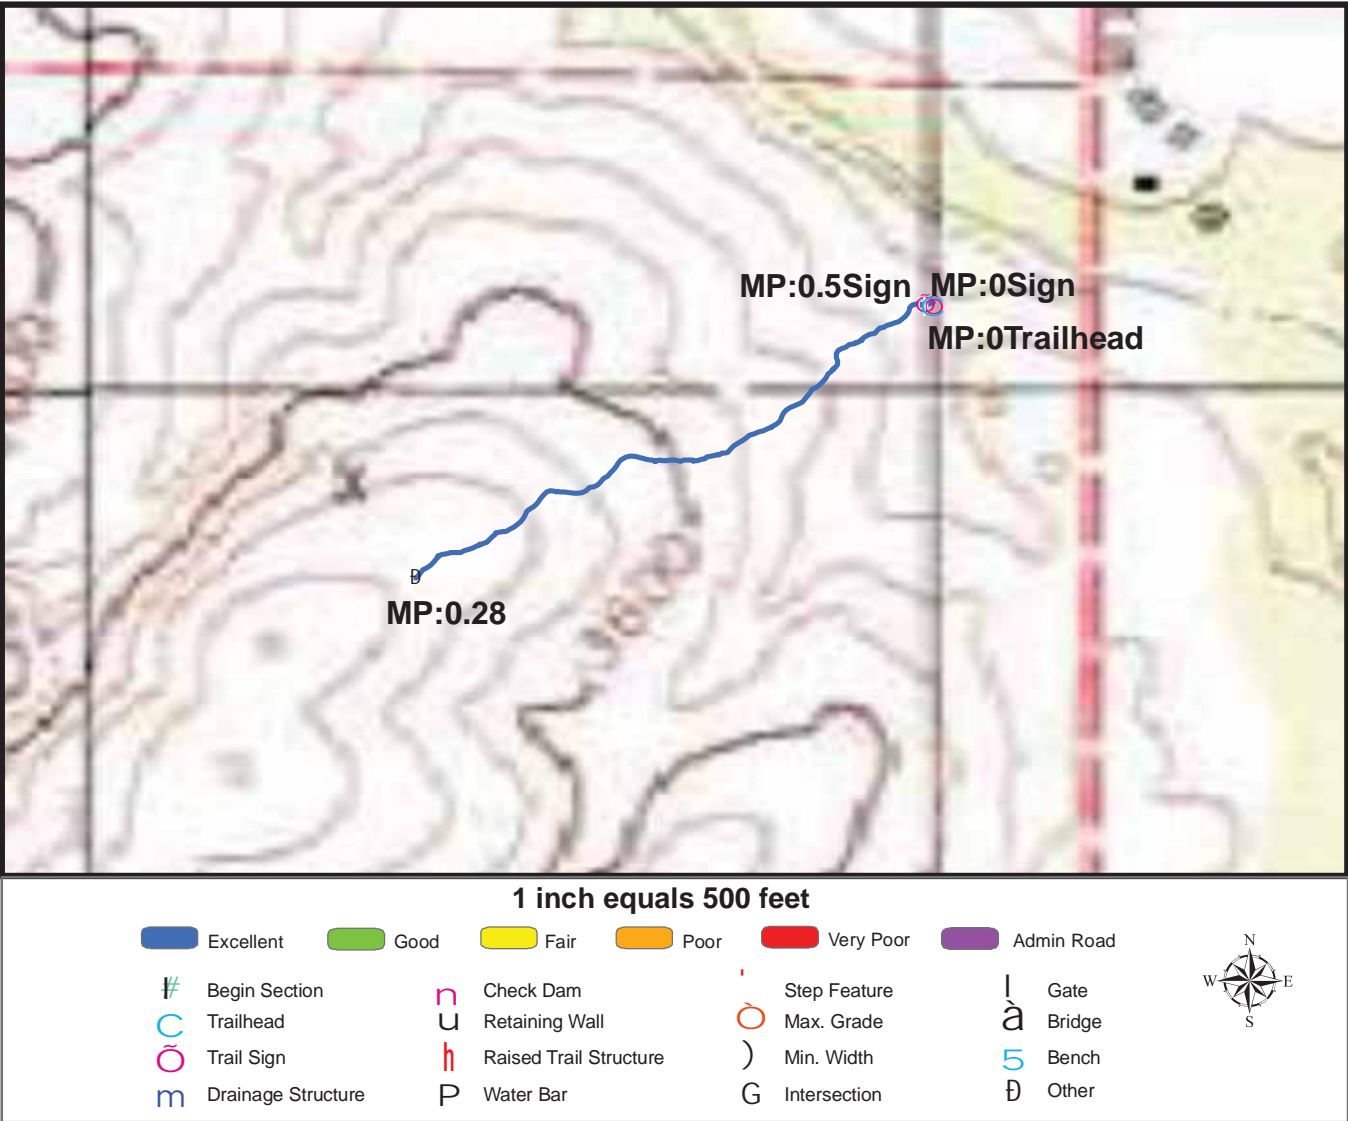 MP:0.5Sign MP:0Sign
MP:0Trailhead
X
Đ
MP:0.28
1 inch equals 500 feet
Excellent Good Fair Poor Very Poor Admin Road
Begin Section n Check Dam ' Step Feature l Gate
C Trailhead u Retaining Wall Ò Max. Grade à Bridge
Õ Trail Sign h Raised Trail Structure ) Min. Width 5 Bench
m Drainage Structure P Water Bar G Intersection Đ Other
N
W E
S